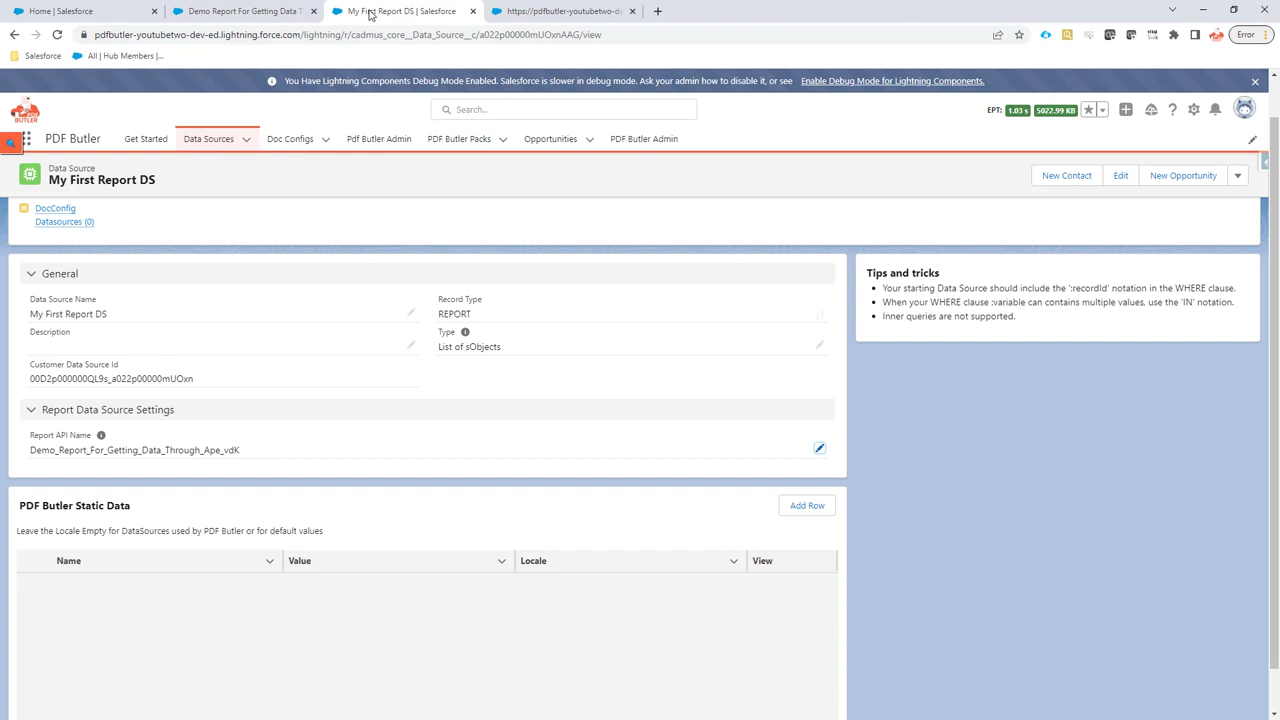 Home | Salesforce
Demo Report For Getting Data T
My First Report DS | Salesforce
https://pdfbutler-youtubetwo-de
pdfbutler-youtubetwo-dev-ed.lightning.force.com/lightning/r/cadmus_core__Data_Source__c/a022p00000mUOxnAAG/view
Error
Salesforce
All | Hub Members |...
You Have Lightning Components Debug Mode Enabled. Salesforce is slower in debug mode. Ask your admin how to disable it, or see Enable Debug Mode for Lightning Components.
PDF BUTLER
Search...
EPT: 1.03 s 5022.99 KB
PDF Butler
Get Started
Data Sources
Doc Configs
Pdf Butler Admin
PDF Butler Packs
Opportunities
PDF Butler Admin
Data Source
My First Report DS
New Contact
Edit
New Opportunity
DocConfig
Datasources (0)
General
Data Source Name
My First Report DS
Record Type
REPORT
Description
Type
List of sObjects
Customer Data Source Id
00D2p000000QL9s_a022p00000mUOxn
Report Data Source Settings
Report API Name
Demo_Report_For_Getting_Data_Through_Ape_vdK
Tips and tricks
Your starting Data Source should include the ':recordId' notation in the WHERE clause.
When your WHERE clause :variable can contains multiple values, use the 'IN' notation.
Inner queries are not supported.
PDF Butler Static Data
Add Row
Leave the Locale Empty for DataSources used by PDF Butler or for default values
Name
Value
Locale
View